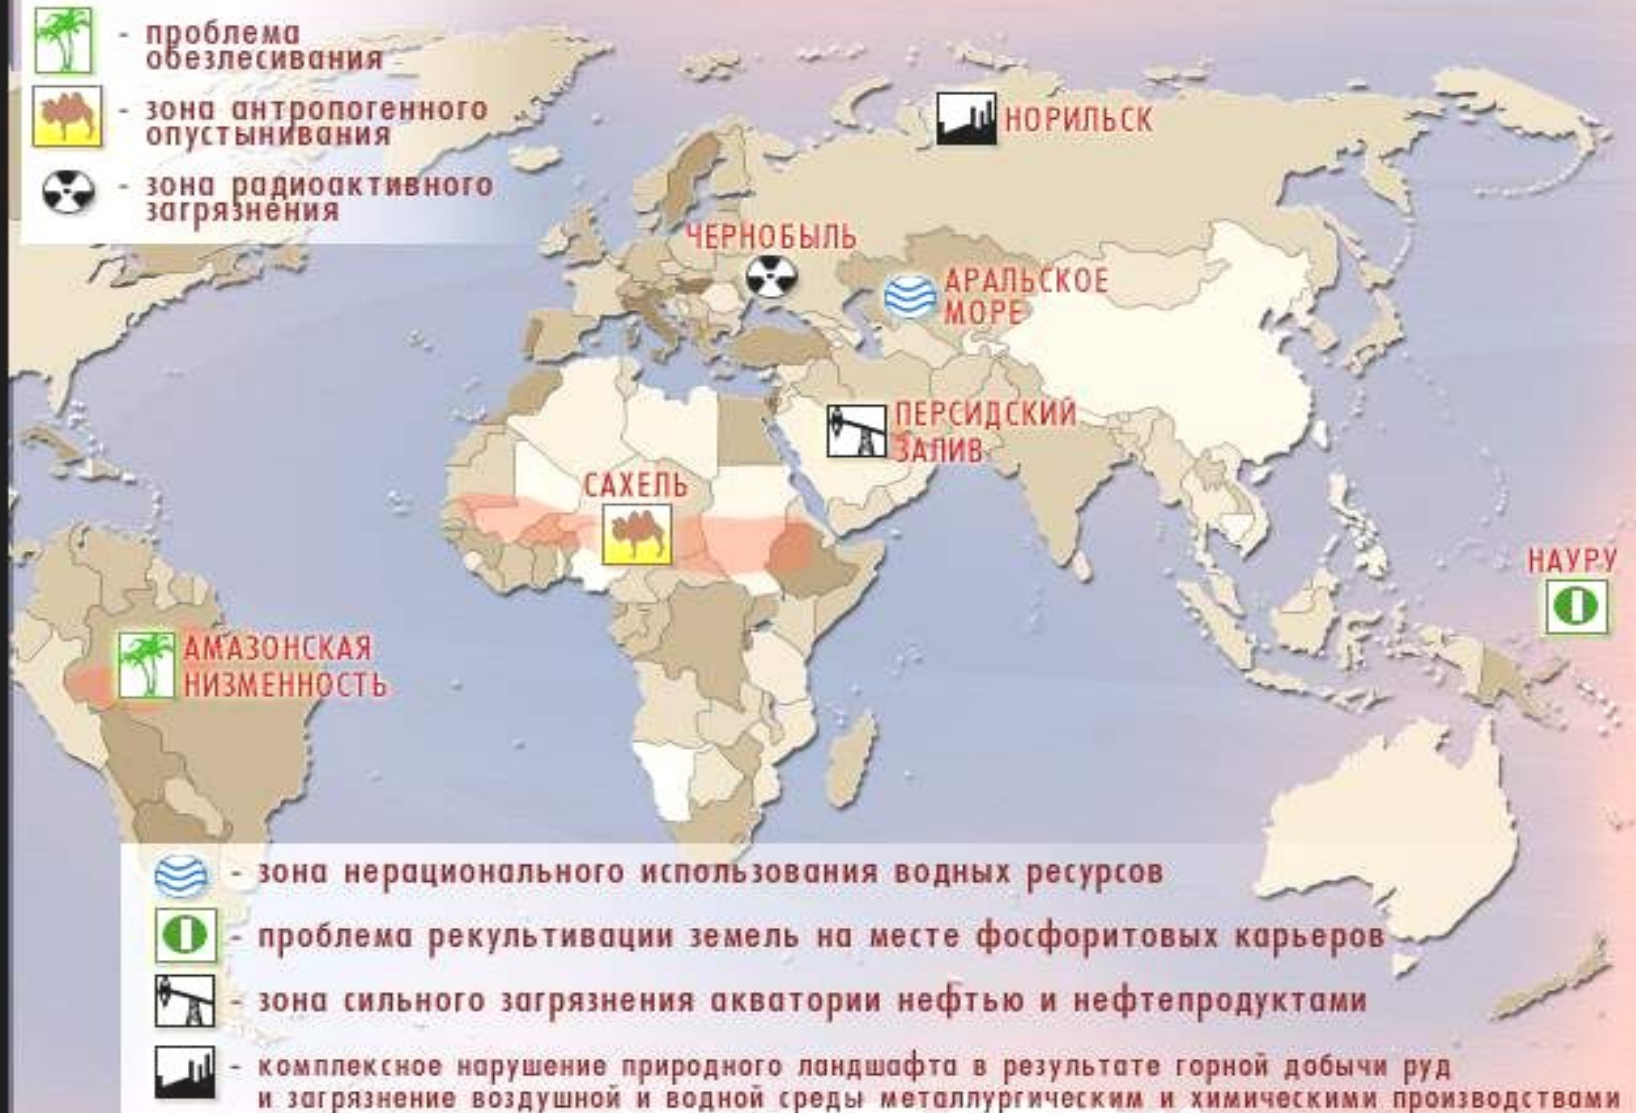 - проблема
обезлесивания
- зона антропогенного
опустынивания
- зона радиоактивного
загрязнения
НОРИЛЬСК
ЧЕРНОБЫЛЬ
АРАЛЬСКОЕ
МОРЕ
ПЕРСИДСКИЙ
ЗАЛИВ
САХЕЛЬ
НАУРУ
АМАЗОНСКАЯ
НИЗМЕННОСТЬ
- зона нерационального использования водных ресурсов
- проблема рекультивации земель на месте фосфоритовых карьеров
- зона сильного загрязнения акватории нефтью и нефтепродуктами
- комплексное нарушение природного ландшафта в результате горной добычи руд
и загрязнение воздушной и водной среды металлургическим и химическими производствами